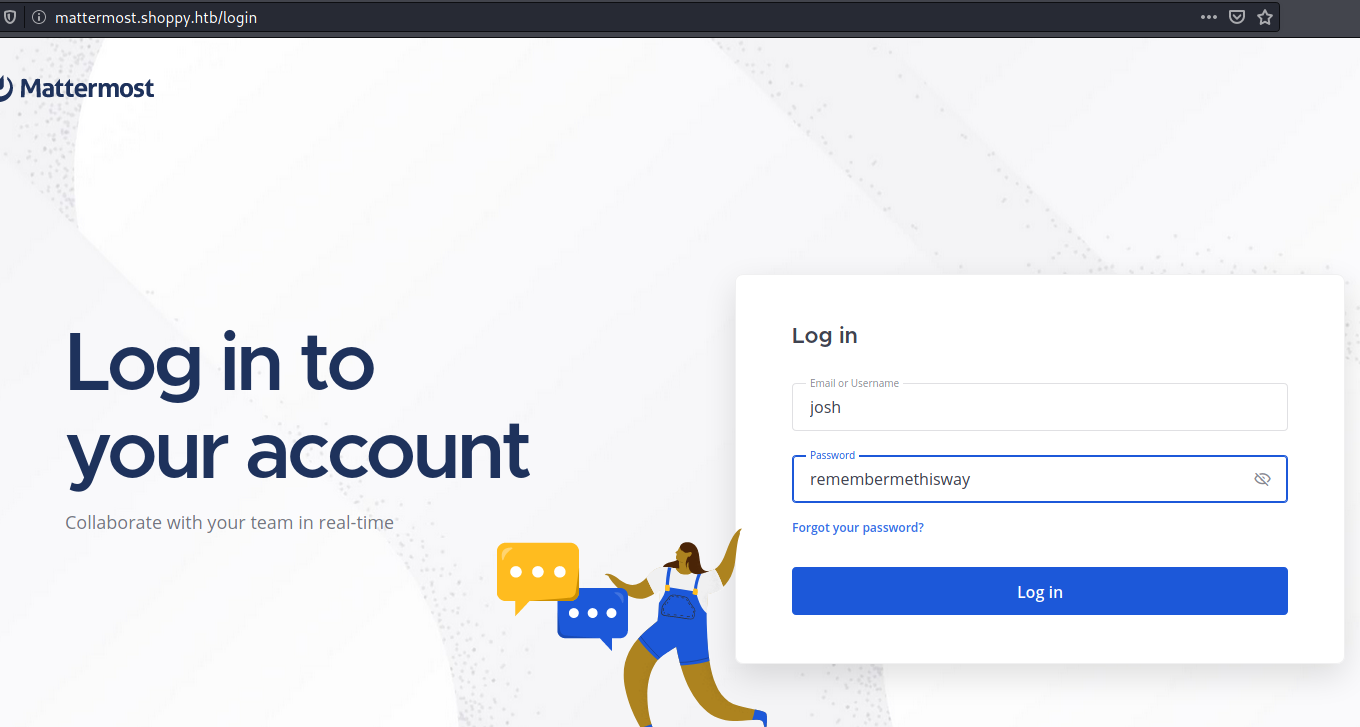 mattermost.shoppy.htb/login
Mattermost
Log in to
your account
Collaborate with your team in real-time
Log in
Email or Username
josh
Password
remembermethisway
Forgot your password?
Log in